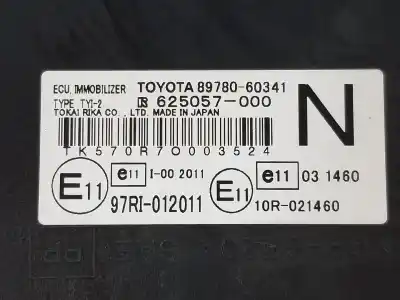 ECU, IMMOBILIZER TOYOTA 89780-60341
TYPE TYI-2 625057-000
TOKAI RIKA CO., LTD. MADE IN JAPAN
N
TK570R70003524
E11 e11 I-00 2011 E11 e11 03 1460
97RI-012011 10R-021460